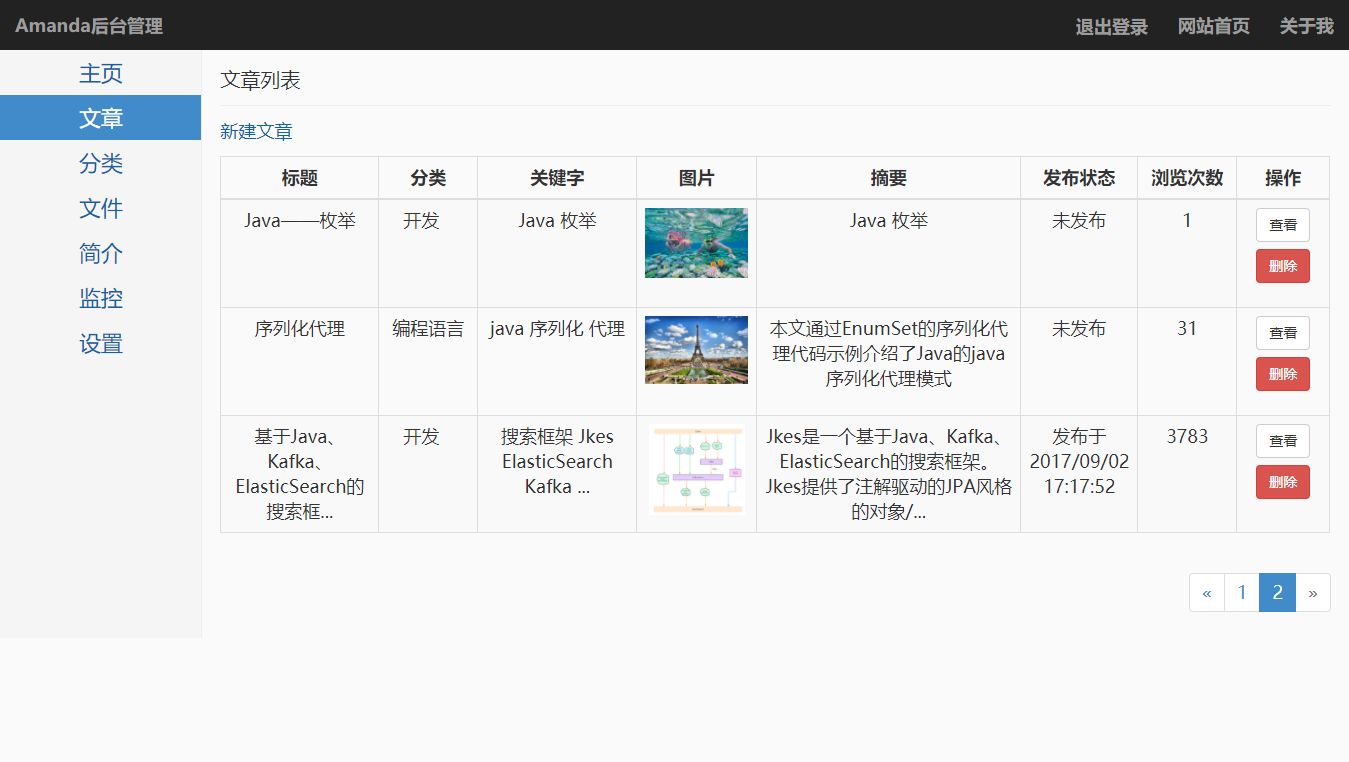 Amanda后台管理
退出登录 网站首页 关于我
主页
文章
分类
文件
简介
监控
设置
文章列表
新建文章
标题 分类 关键字 图片 摘要 发布状态 浏览次数 操作
Java——枚举 开发 Java 枚举 Java 枚举 未发布 1 查看
删除
序列化代理 编程语言 java 序列化 代理 本文通过EnumSet的序列化代 未发布 31 查看
理代码示例介绍了Java的java
序列化代理模式
删除
基于Java、 开发 搜索框架 Jkes Jkes是一个基于Java、Kafka、 发布于 3783 查看
Kafka、 ElasticSearch ElasticSearch的搜索框架。 2017/09/02
ElasticSearch的 Kafka ... Jkes提供了注解驱动的JPA风格 17:17:52 删除
搜索框... 的对象/...
« 1 2 »